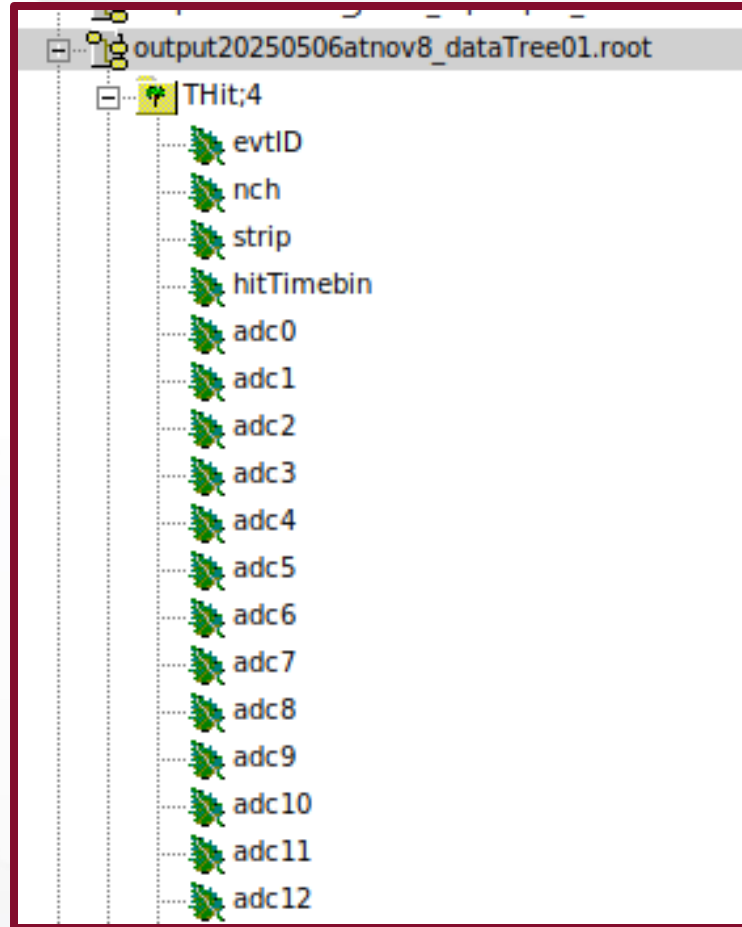 output20250506atnov8_dataTree01.root
THit;4
evtID
nch
strip
hitTimebin
adc0
adc1
adc2
adc3
adc4
adc5
adc6
adc7
adc8
adc9
adc10
adc11
adc12